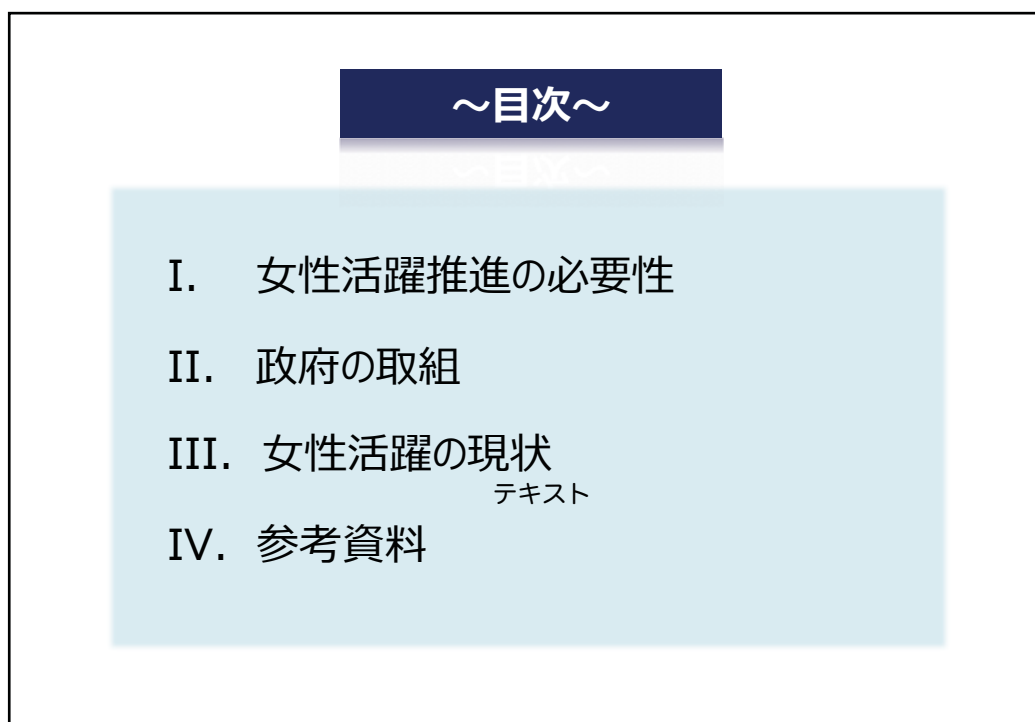 ～目次～
I. 女性活躍推進の必要性
II. 政府の取組
III. 女性活躍の現状
テキスト
IV. 参考資料